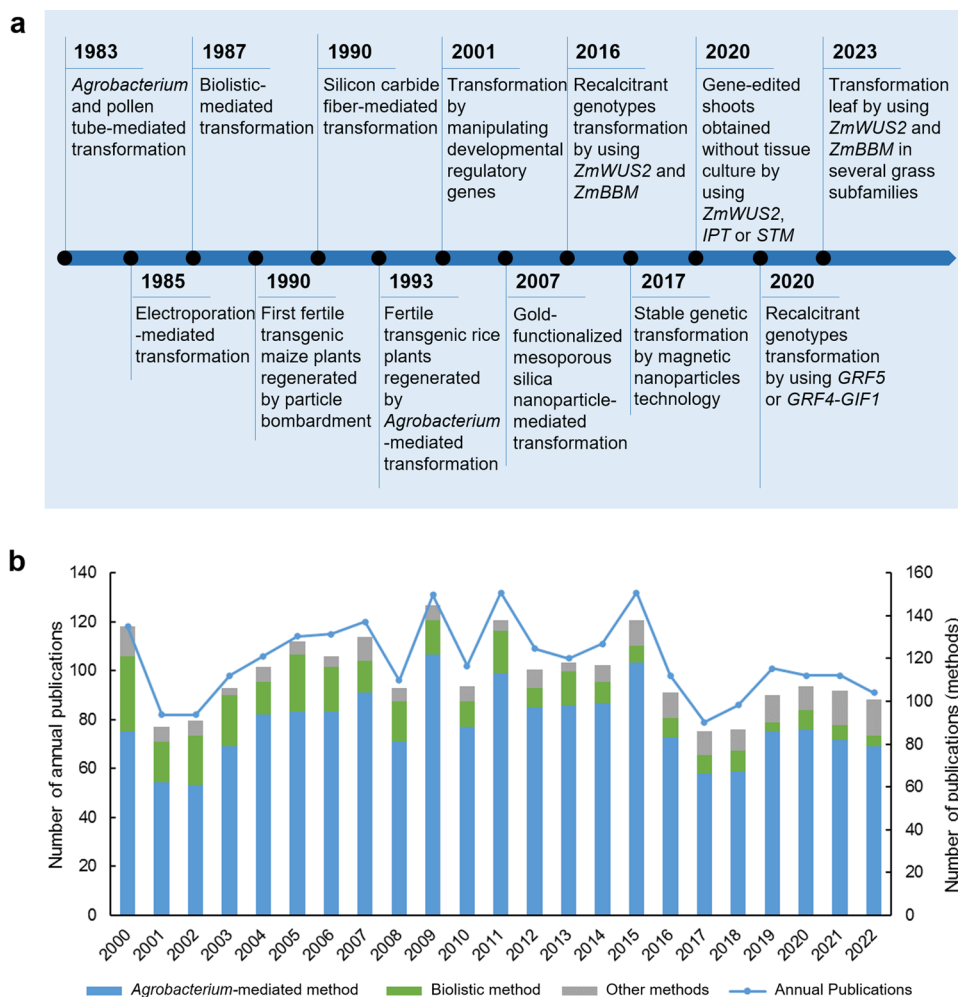 a
1983
Agrobacterium
and pollen
tube-mediated
transformation
1987
Biolistic-
mediated
transformation
1990
Silicon carbide
fiber-mediated
transformation
2001
Transformation
by
manipulating
developmental
regulatory
genes
2016
Recalcitrant
genotypes
transformation
by using
ZmWUS2 and
ZmBBM
2020
Gene-edited
shoots
obtained
without tissue
culture by
using
ZmWUS2,
IPT or STM
2023
Transformation
leaf by using
ZmWUS2 and
ZmBBM in
several grass
subfamilies
1985
Electroporation
-mediated
transformation
1990
First fertile
transgenic
maize plants
regenerated
by particle
bombardment
1993
Fertile
transgenic rice
plants
regenerated
by
Agrobacterium
-mediated
transformation
2007
Gold-
functionalized
mesoporous
silica
nanoparticle-
mediated
transformation
2017
Stable genetic
transformation
by magnetic
nanoparticles
technology
2020
Recalcitrant
genotypes
transformation
by using GRF5
or GRF4-GIF1
b
Number of annual publications
140
120
100
80
60
40
20
0
160
140
120
100
80
60
40
20
0
Number of publications (methods)
2000 2001 2002 2003 2004 2005 2006 2007 2008 2009 2010 2011 2012 2013 2014 2015 2016 2017 2018 2019 2020 2021 2022
Agrobacterium-mediated method Biolistic method Other methods Annual Publications